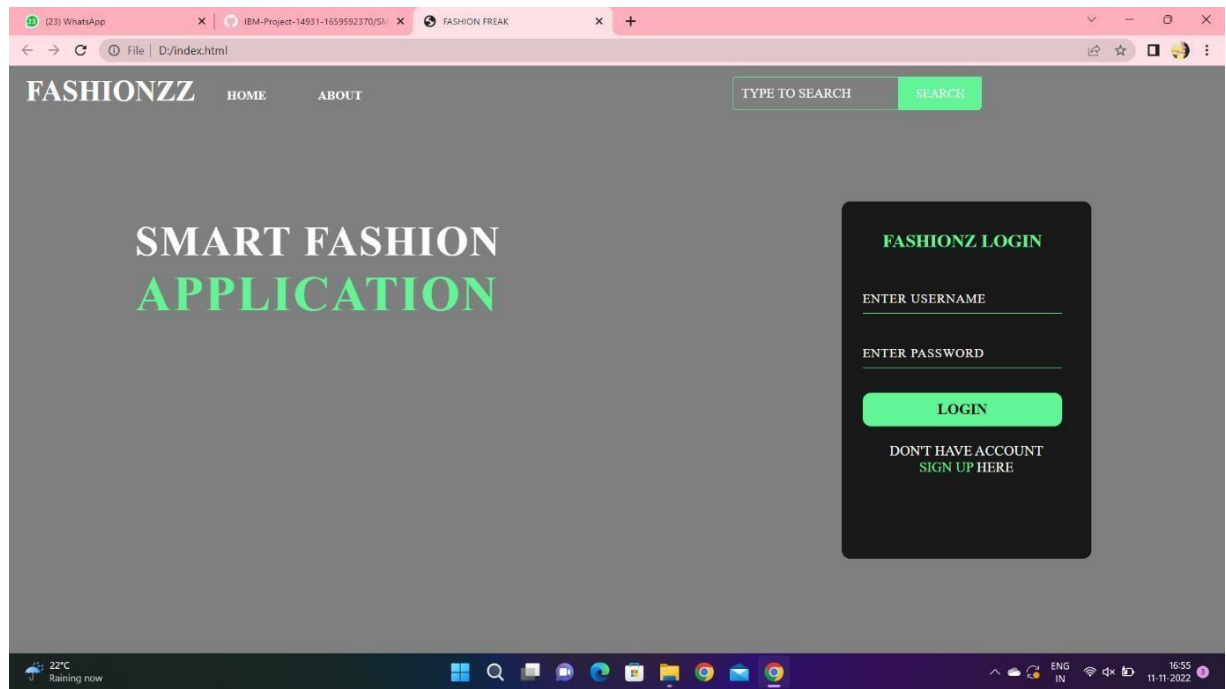 (23) WhatsApp
IBM-Project-14931-1659592370/SM
FASHION FREAK
File | D:/index.html
FASHIONZZ HOME ABOUT
TYPE TO SEARCH SEARCH
SMART FASHION
APPLICATION
FASHIONZ LOGIN
ENTER USERNAME
ENTER PASSWORD
LOGIN
DON'T HAVE ACCOUNT
SIGN UP HERE
22°C
Raining now
ENG
IN
16:55
11-11-2022
3